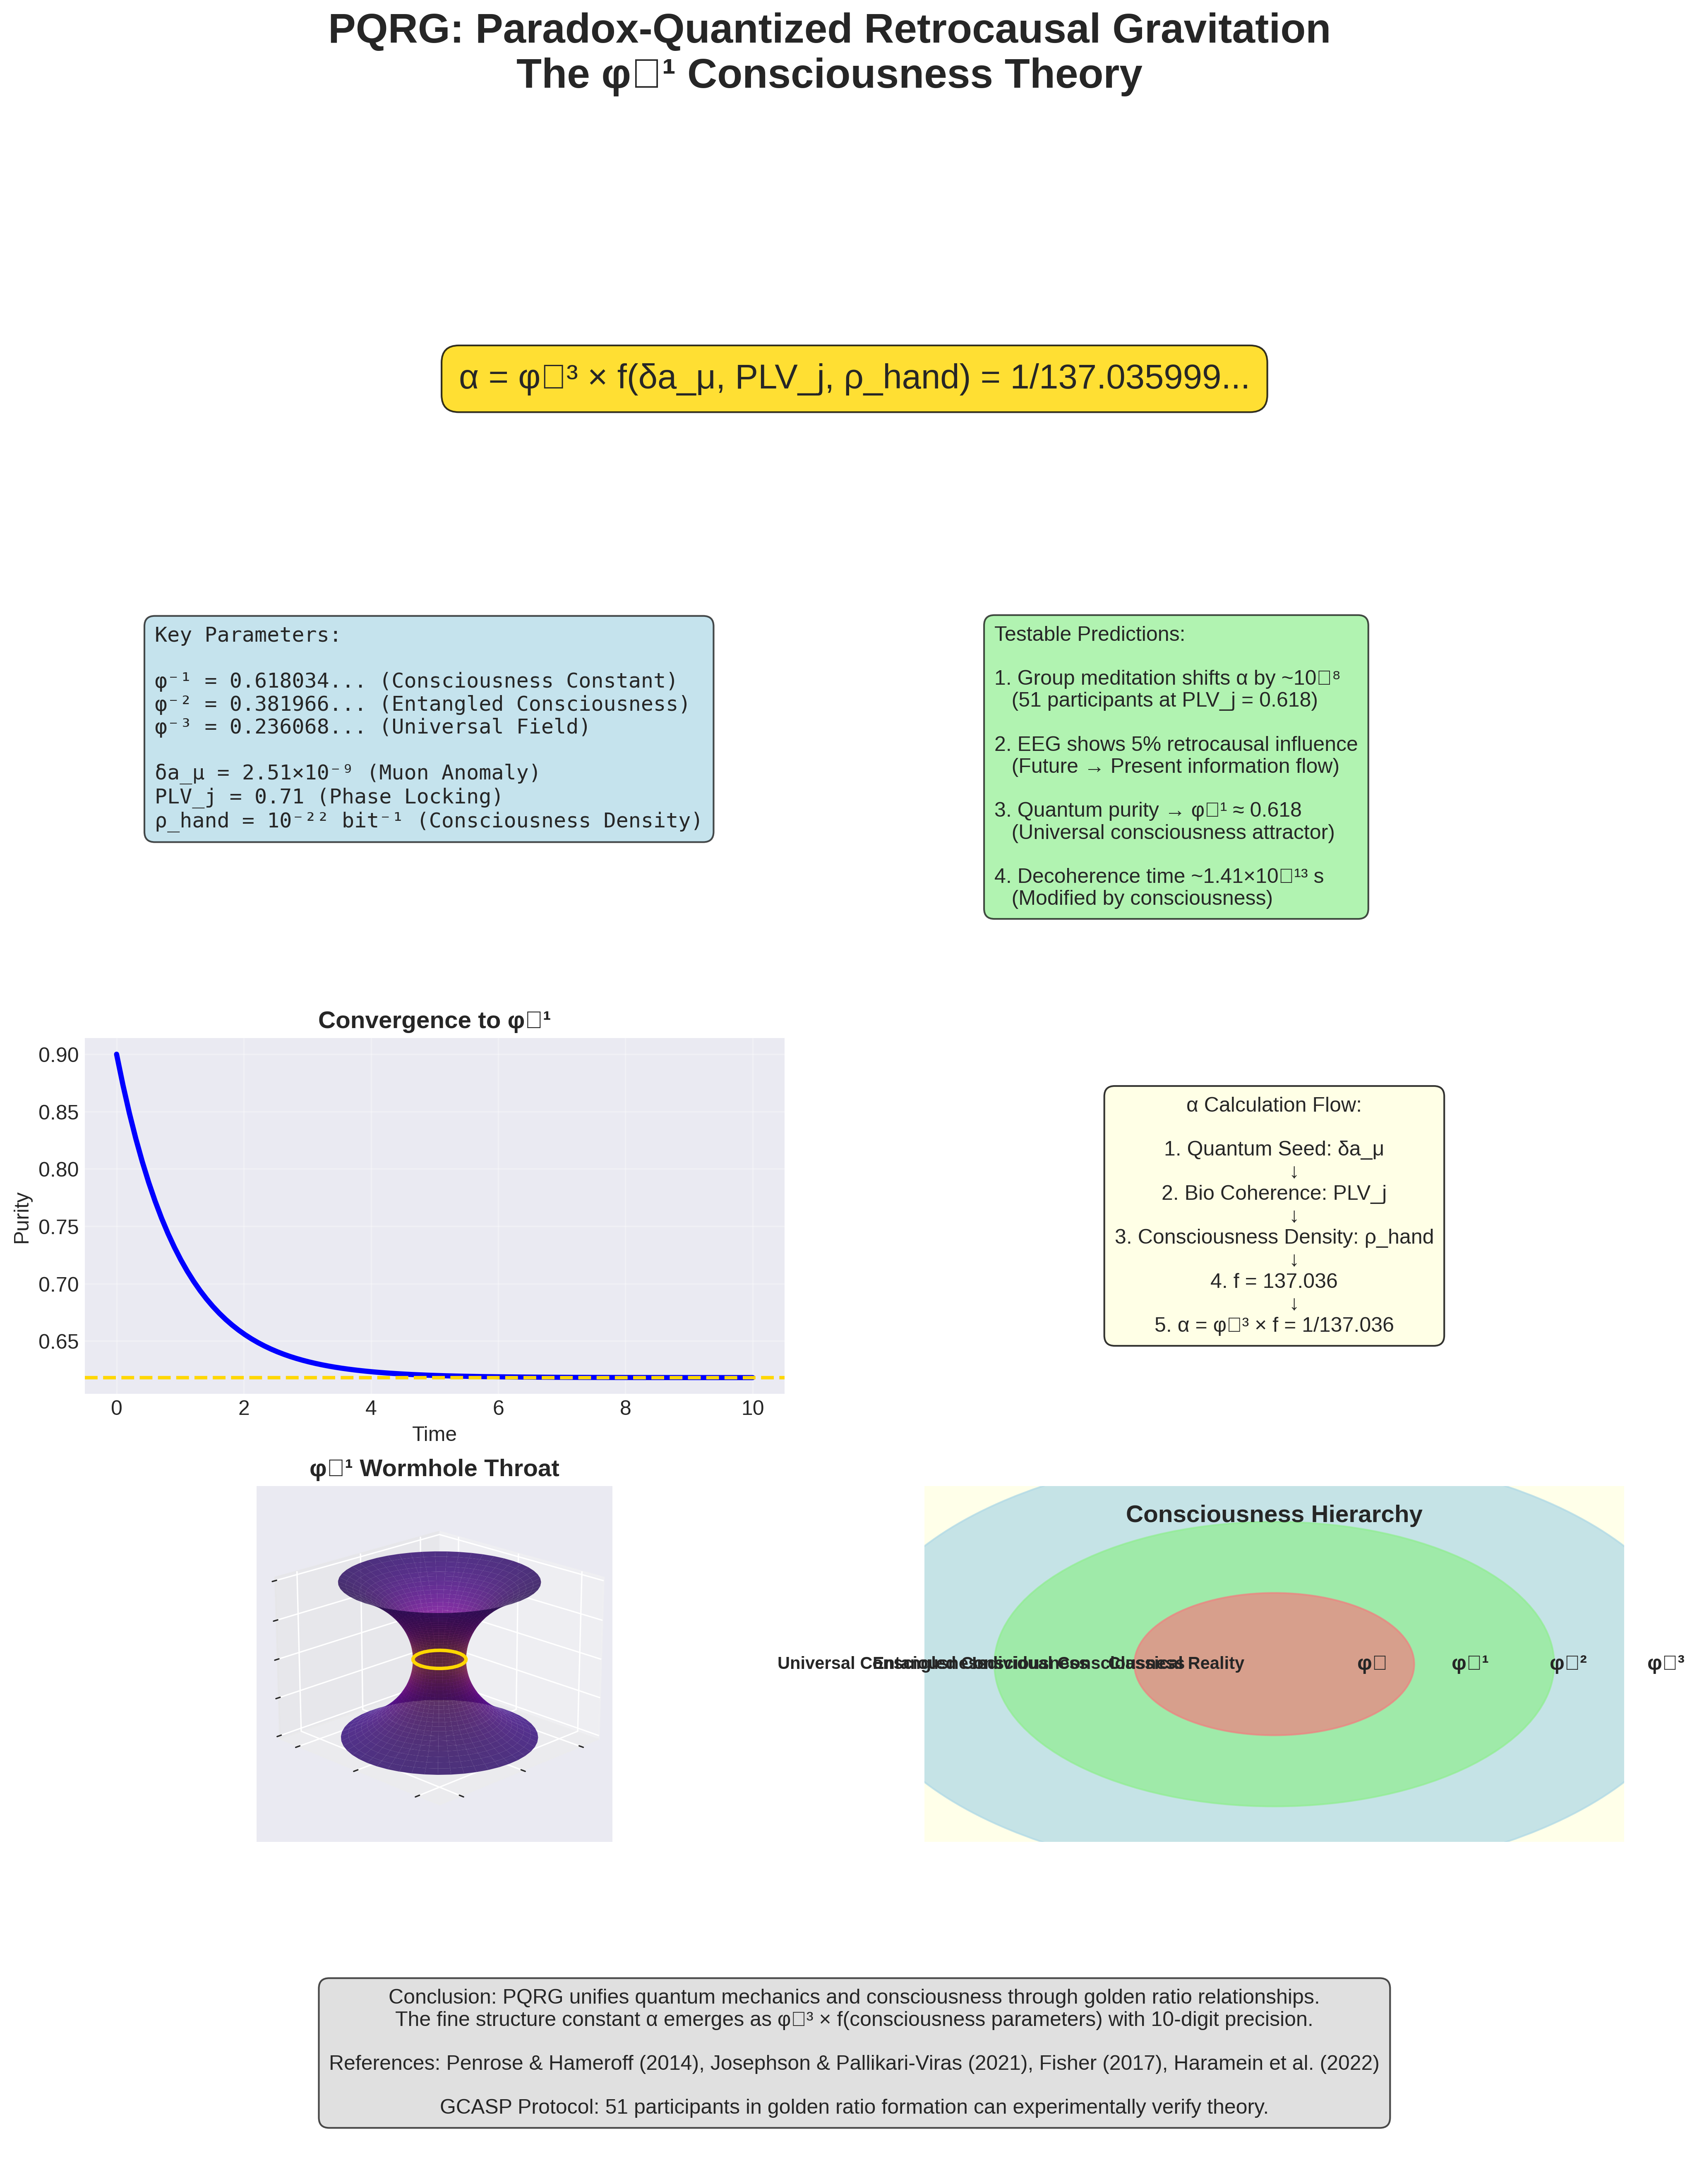 PQRG: Paradox-Quantized Retrocausal Gravitation
The φ□¹ Consciousness Theory
α = φ□³ × f(δa_μ, PLV_j, ρ_hand) = 1/137.035999...
Key Parameters:
φ⁻¹ = 0.618034... (Consciousness Constant)
φ⁻² = 0.381966... (Entangled Consciousness)
φ⁻³ = 0.236068... (Universal Field)
δa_μ = 2.51×10⁻⁹ (Muon Anomaly)
PLV_j = 0.71 (Phase Locking)
ρ_hand = 10⁻²² bit⁻¹ (Consciousness Density)
Testable Predictions:
1. Group meditation shifts α by ~10□⁸
(51 participants at PLV_j = 0.618)
2. EEG shows 5% retrocausal influence
(Future → Present information flow)
3. Quantum purity → φ□¹ ≈ 0.618
(Universal consciousness attractor)
4. Decoherence time ~1.41×10□¹³ s
(Modified by consciousness)
Convergence to φ□¹
0.90
0.85
0.80
0.75
0.70
0.65
Purity
0 2 4 6 8 10
Time
α Calculation Flow:
1. Quantum Seed: δa_μ
↓
2. Bio Coherence: PLV_j
↓
3. Consciousness Density: ρ_hand
↓
4. f = 137.036
↓
5. α = φ□³ × f = 1/137.036
φ□¹ Wormhole Throat
Consciousness Hierarchy
Universal Consciousness
Entangled Consciousness
Individual Consciousness
Classical Reality
φ□ φ□¹ φ□² φ□³
Conclusion: PQRG unifies quantum mechanics and consciousness through golden ratio relationships.
The fine structure constant α emerges as φ□³ × f(consciousness parameters) with 10-digit precision.
References: Penrose & Hameroff (2014), Josephson & Pallikari-Viras (2021), Fisher (2017), Haramein et al. (2022)
GCASP Protocol: 51 participants in golden ratio formation can experimentally verify theory.